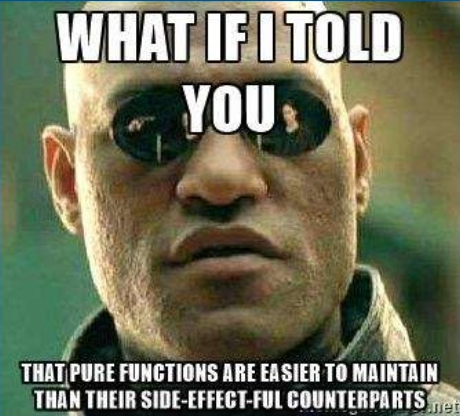 WHAT IF I TOLD
YOU
THAT PURE FUNCTIONS ARE EASIER TO MAINTAIN
THAN THEIR SIDE-EFFECT-FUL COUNTERPARTS